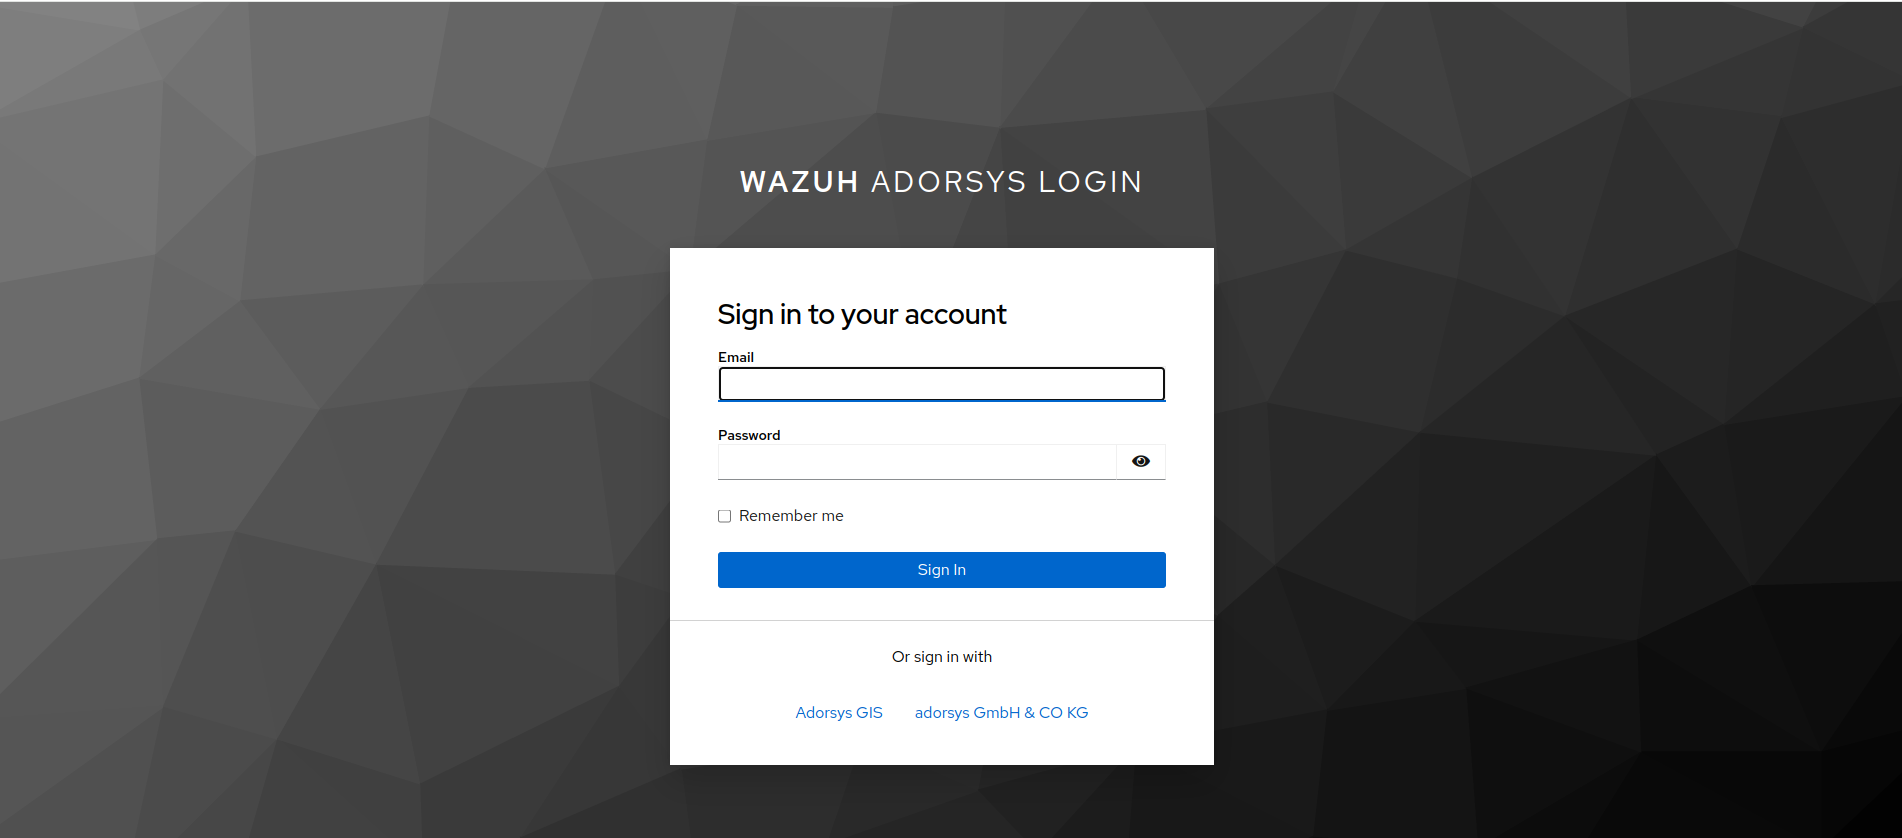 WAZUH ADORSYS LOGIN
Sign in to your account
Email
Password
Remember me
Sign In
Or sign in with
Adorsys GIS adorsys GmbH & CO KG